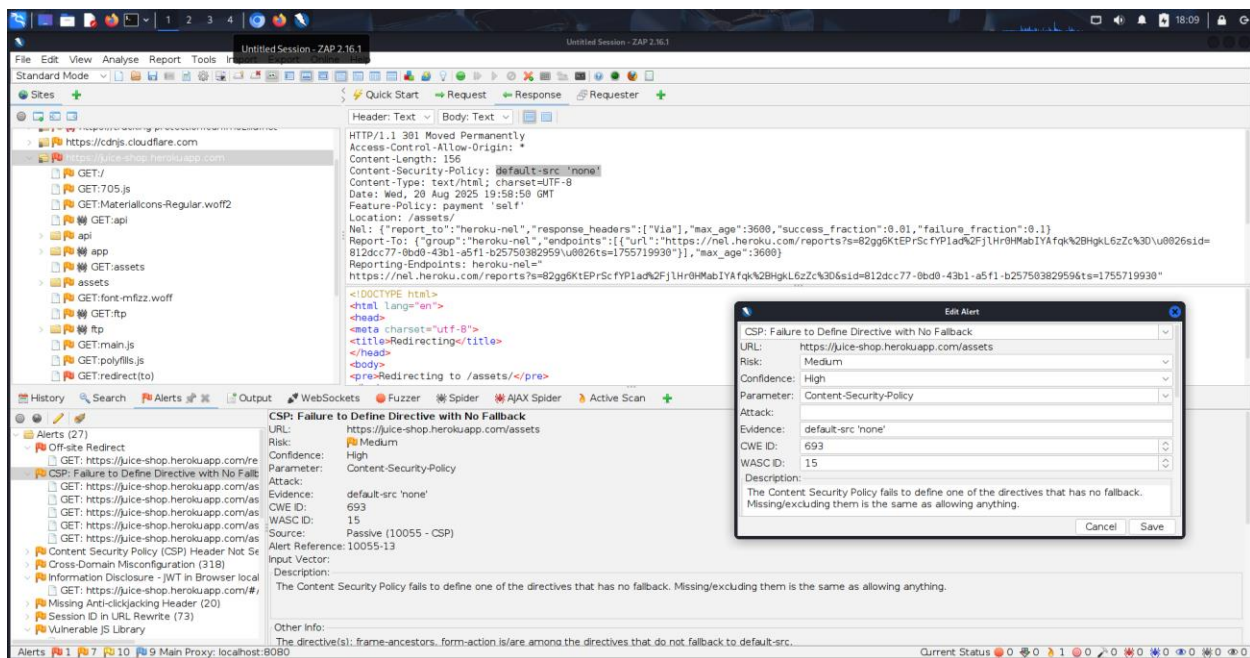 1 2 3 4
18:09
Untitled Session - ZAP 2.16.1
Untitled Session - ZAP 2.16.1
File Edit View Analyse Report Tools Import Export Online Help
Standard Mode
Sites
Quick Start Request Response Requester
Header: Text Body: Text
https://cdnjs.cloudflare.com
https://juice-shop.herokuapp.com
GET:/
GET:705.js
GET:MaterialIcons-Regular.woff2
GET:api
api
app
GET:assets
assets
GET:font-mfizz.woff
GET:ftp
ftp
GET:main.js
GET:polyfills.js
GET:redirect(to)
HTTP/1.1 301 Moved Permanently
Access-Control-Allow-Origin: *
Content-Length: 156
Content-Security-Policy: default-src 'none'
Content-Type: text/html; charset=UTF-8
Date: Wed, 20 Aug 2025 19:58:50 GMT
Feature-Policy: payment 'self'
Location: /assets/
Nel: {"report_to":"heroku-nel","response_headers":["Via"],"max_age":3600,"success_fraction":0.01,"failure_fraction":0.1}
Report-To: {"group":"heroku-nel","endpoints":[{"url":"https://nel.heroku.com/reports?s=82gg6KtEPrScfYPlad%2FjlHr0HMabIYAfqk%2BHgkL6zZc%3D\u0026sid=
812dcc77-0bd0-43b1-a5f1-b25750382959\u0026ts=1755719930"}],"max_age":3600}
Reporting-Endpoints: heroku-nel="
https://nel.heroku.com/reports?s=82gg6KtEPrScfYPlad%2FjlHr0HMabIYAfqk%2BHgkL6zZc%3D&sid=812dcc77-0bd0-43b1-a5f1-b25750382959&ts=1755719930"
<!DOCTYPE html>
<html lang="en">
<head>
<meta charset="utf-8">
<title>Redirecting</title>
</head>
<body>
<pre>Redirecting to /assets/</pre>
Edit Alert
CSP: Failure to Define Directive with No Fallback
URL: https://juice-shop.herokuapp.com/assets
Risk: Medium
Confidence: High
Parameter: Content-Security-Policy
Attack:
Evidence: default-src 'none'
CWE ID: 693
WASC ID: 15
Description:
The Content Security Policy fails to define one of the directives that has no fallback.
Missing/excluding them is the same as allowing anything.
Cancel Save
History Search Alerts Output WebSockets Fuzzer Spider AJAX Spider Active Scan
Alerts (27)
Off-site Redirect
GET: https://juice-shop.herokuapp.com/re
CSP: Failure to Define Directive with No Fallb
GET: https://juice-shop.herokuapp.com/as
GET: https://juice-shop.herokuapp.com/as
GET: https://juice-shop.herokuapp.com/as
GET: https://juice-shop.herokuapp.com/as
GET: https://juice-shop.herokuapp.com/as
Content Security Policy (CSP) Header Not Se
Cross-Domain Misconfiguration (318)
Information Disclosure - JWT in Browser local
GET: https://juice-shop.herokuapp.com/#/
Missing Anti-clickjacking Header (20)
Session ID in URL Rewrite (73)
Vulnerable JS Library
CSP: Failure to Define Directive with No Fallback
URL: https://juice-shop.herokuapp.com/assets
Risk: Medium
Confidence: High
Parameter: Content-Security-Policy
Attack:
Evidence: default-src 'none'
CWE ID: 693
WASC ID: 15
Source: Passive (10055 - CSP)
Alert Reference: 10055-13
Input Vector:
Description:
The Content Security Policy fails to define one of the directives that has no fallback. Missing/excluding them is the same as allowing anything.
Other Info:
The directive(s): frame-ancestors, form-action is/are among the directives that do not fallback to default-src.
Alerts 1 7 10 9 Main Proxy: localhost:8080
Current Status 0 0 1 0 0 0 0 0 0 0